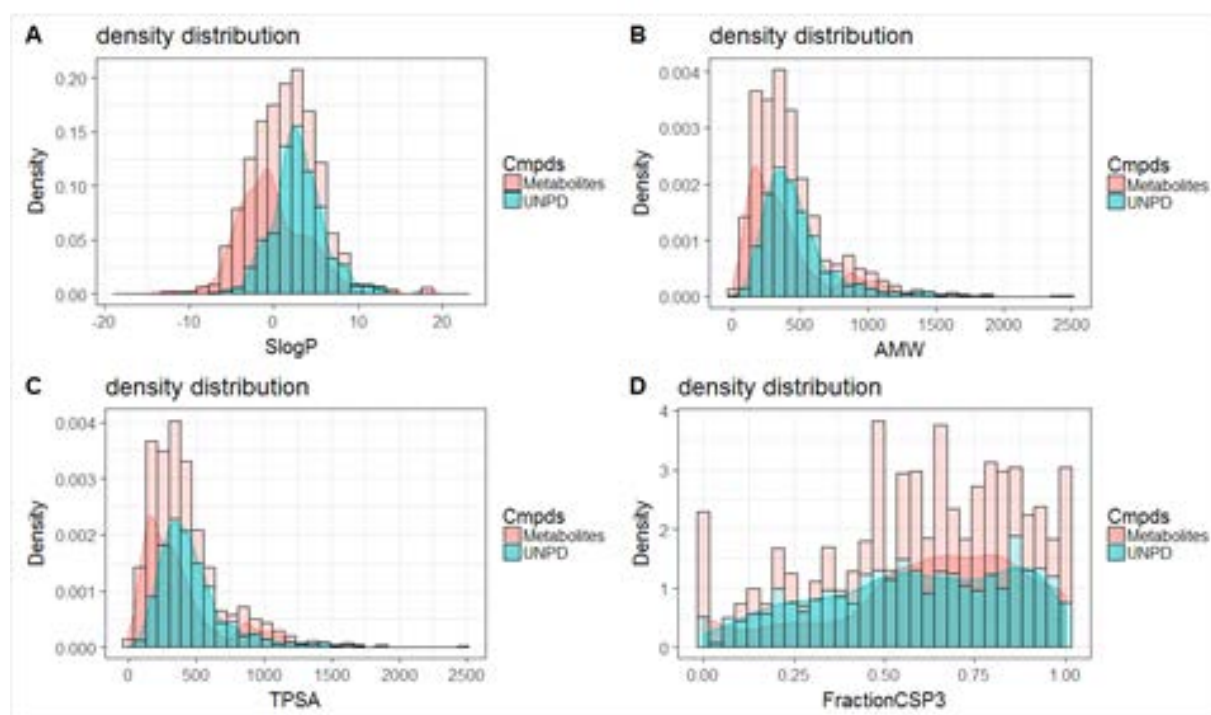 A density distribution
0.20
0.15
0.10
0.05
0.00
Density
-20 -10 0 10 20
SlogP
Cmpds
Metabolites
UNPD
B density distribution
0.004
0.003
0.002
0.001
0.000
Density
0 500 1000 1500 2000 2500
AMW
Cmpds
Metabolites
UNPD
C density distribution
0.004
0.003
0.002
0.001
0.000
Density
0 500 1000 1500 2000 2500
TPSA
Cmpds
Metabolites
UNPD
D density distribution
4
3
2
1
0
Density
0.00 0.25 0.50 0.75 1.00
FractionCSP3
Cmpds
Metabolites
UNPD